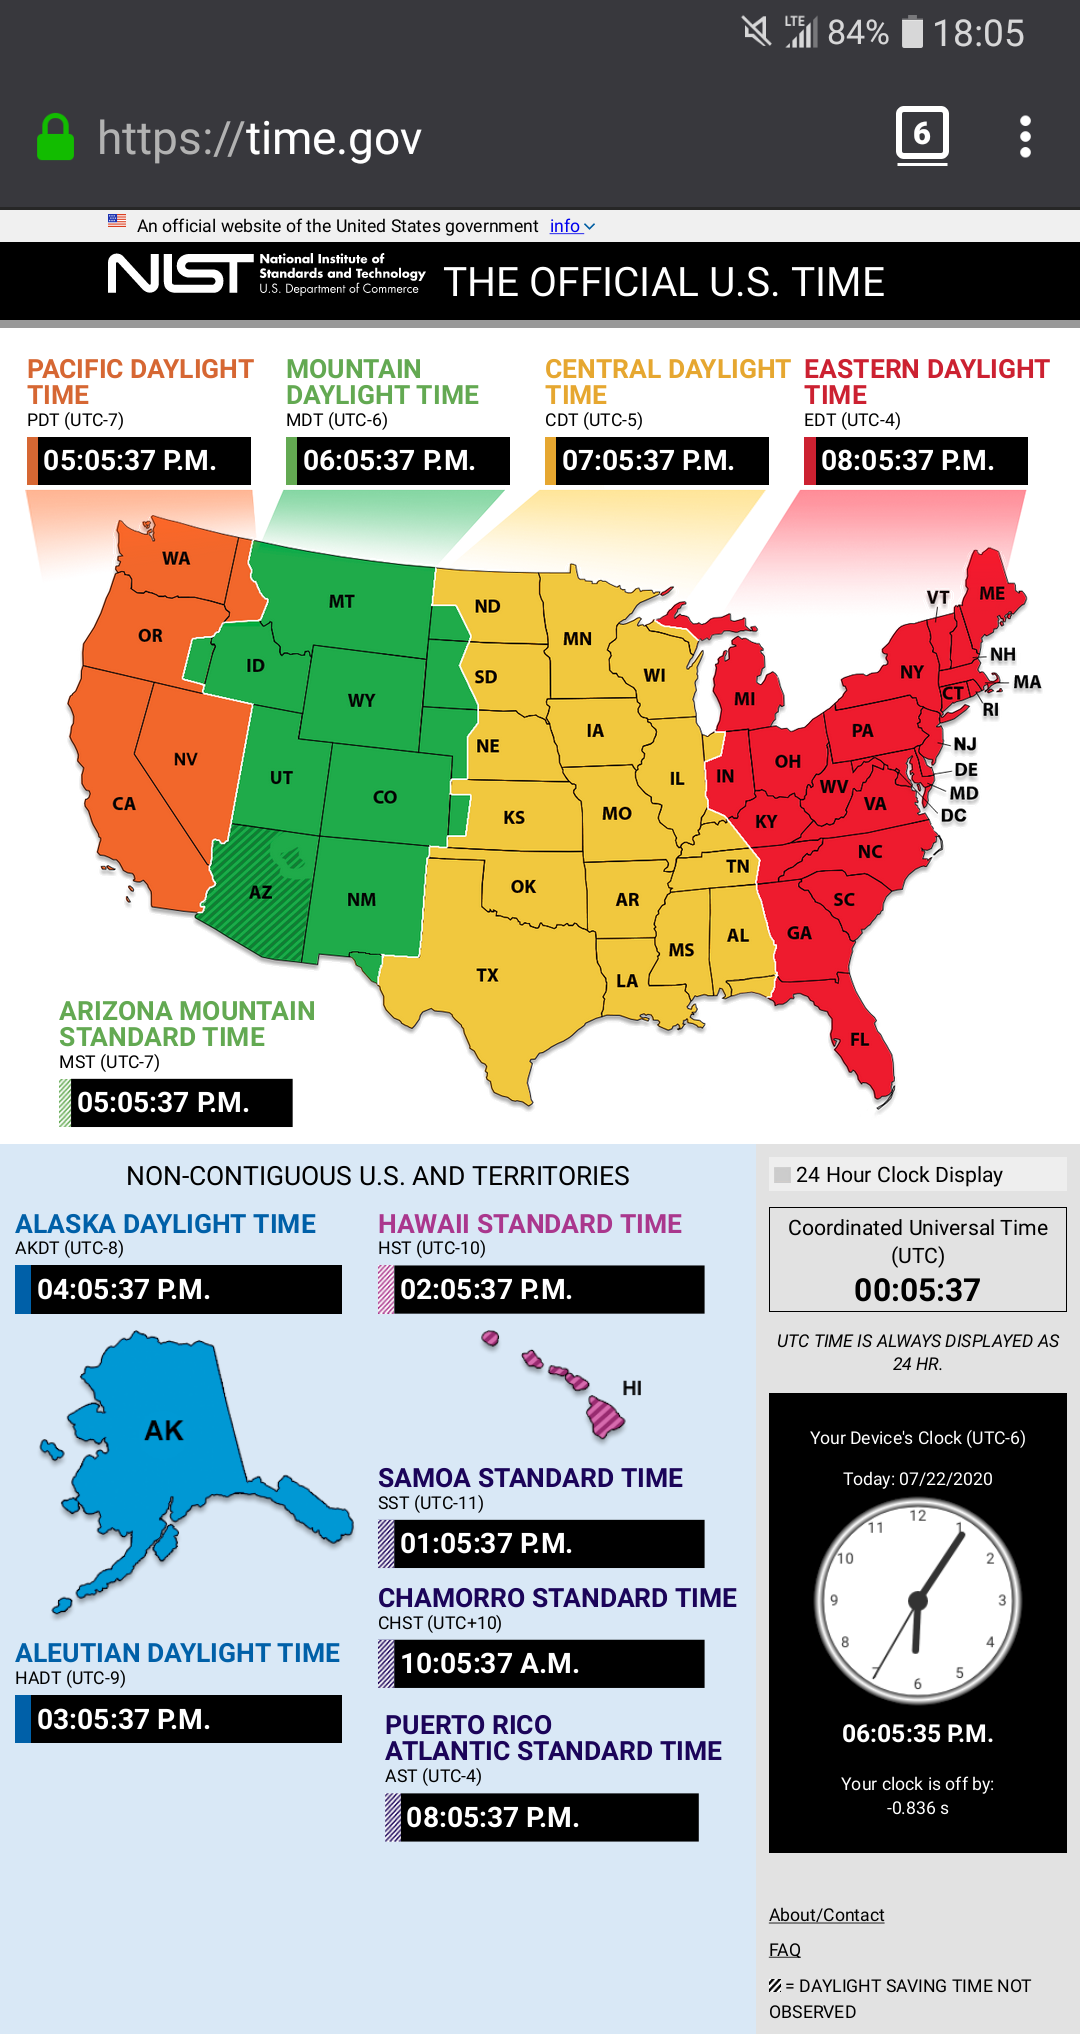 LTE 84% 18:05
https://time.gov 6
An official website of the United States government info
NIST National Institute of
Standards and Technology
U.S. Department of Commerce
THE OFFICIAL U.S. TIME
PACIFIC DAYLIGHT
TIME
PDT (UTC-7)
05:05:37 P.M.
MOUNTAIN
DAYLIGHT TIME
MDT (UTC-6)
06:05:37 P.M.
CENTRAL DAYLIGHT
TIME
CDT (UTC-5)
07:05:37 P.M.
EASTERN DAYLIGHT
TIME
EDT (UTC-4)
08:05:37 P.M.
WA
OR
CA
NV
MT
ID
WY
UT
CO
AZ
NM
ND
SD
NE
KS
OK
TX
MN
IA
MO
AR
LA
WI
IL
MS
AL
TN
MI
IN
OH
KY
WV
VA
NC
SC
GA
FL
PA
NY
VT
ME
NH
MA
CT
RI
NJ
DE
MD
DC
ARIZONA MOUNTAIN
STANDARD TIME
MST (UTC-7)
05:05:37 P.M.
NON-CONTIGUOUS U.S. AND TERRITORIES
ALASKA DAYLIGHT TIME
AKDT (UTC-8)
04:05:37 P.M.
AK
ALEUTIAN DAYLIGHT TIME
HADT (UTC-9)
03:05:37 P.M.
HAWAII STANDARD TIME
HST (UTC-10)
02:05:37 P.M.
HI
SAMOA STANDARD TIME
SST (UTC-11)
01:05:37 P.M.
CHAMORRO STANDARD TIME
CHST (UTC+10)
10:05:37 A.M.
PUERTO RICO
ATLANTIC STANDARD TIME
AST (UTC-4)
08:05:37 P.M.
24 Hour Clock Display
Coordinated Universal Time
(UTC)
00:05:37
UTC TIME IS ALWAYS DISPLAYED AS
24 HR.
Your Device's Clock (UTC-6)
Today: 07/22/2020
12
1
2
3
4
5
6
7
8
9
10
11
06:05:35 P.M.
Your clock is off by:
-0.836 s
About/Contact
FAQ
= DAYLIGHT SAVING TIME NOT
OBSERVED